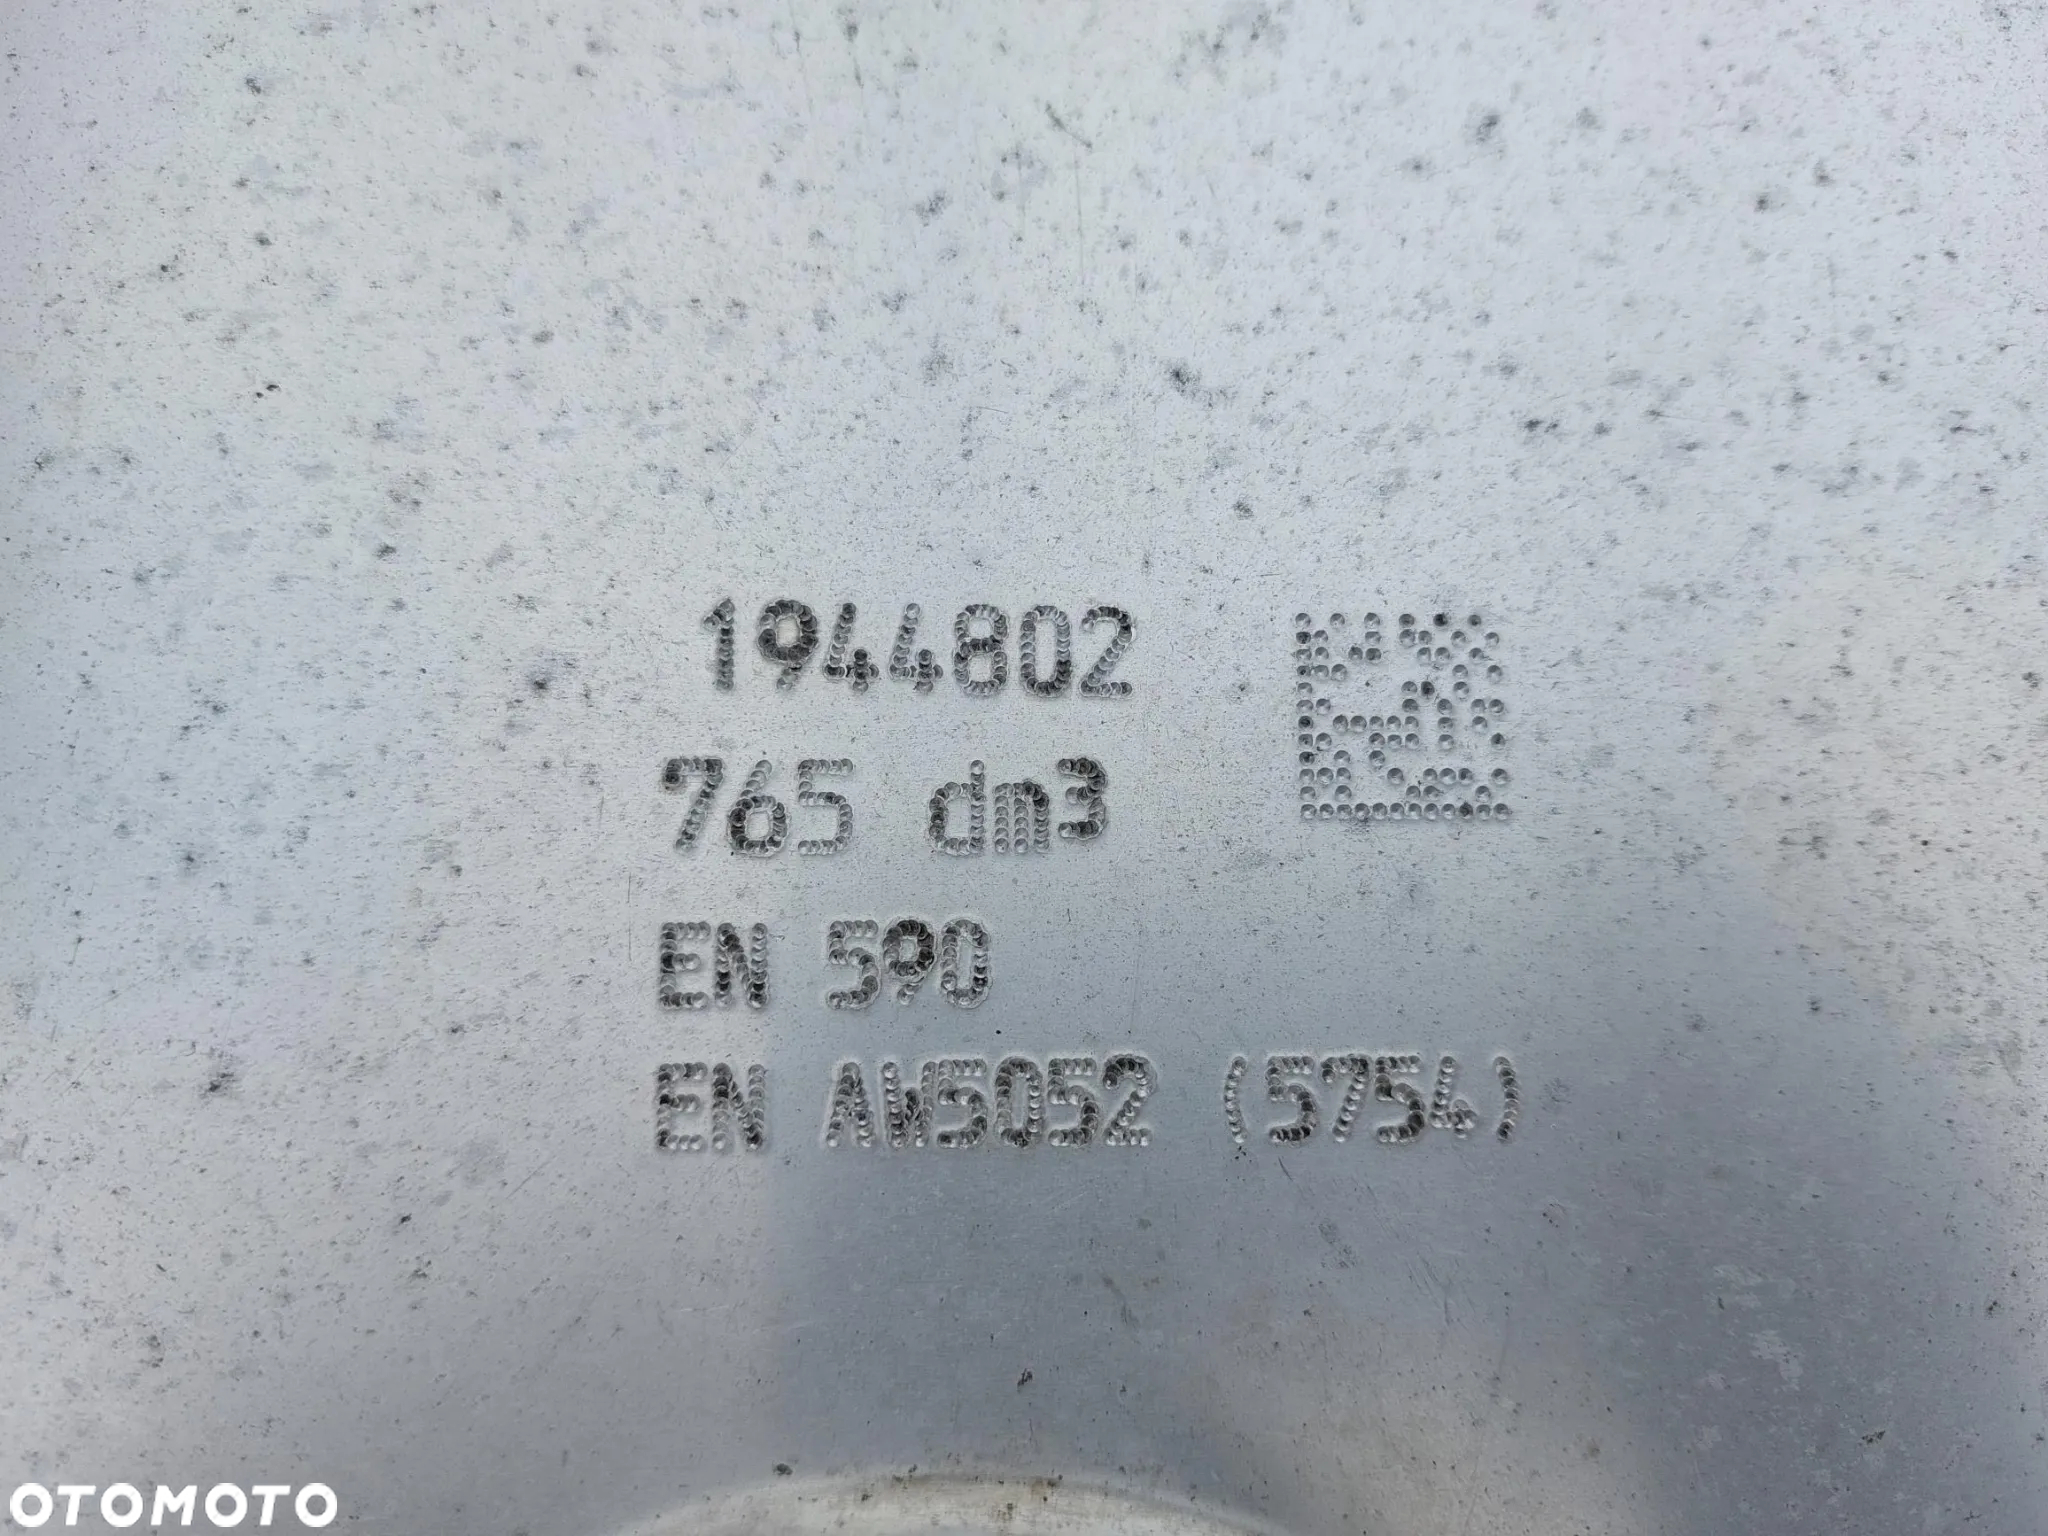 1944802
765 dm3
EN 590
EN AW5052 (5754)
OTOMOTO